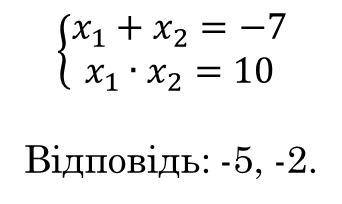 {x₁ + x₂ = −7
x₁ · x₂ = 10
Відповідь: -5, -2.